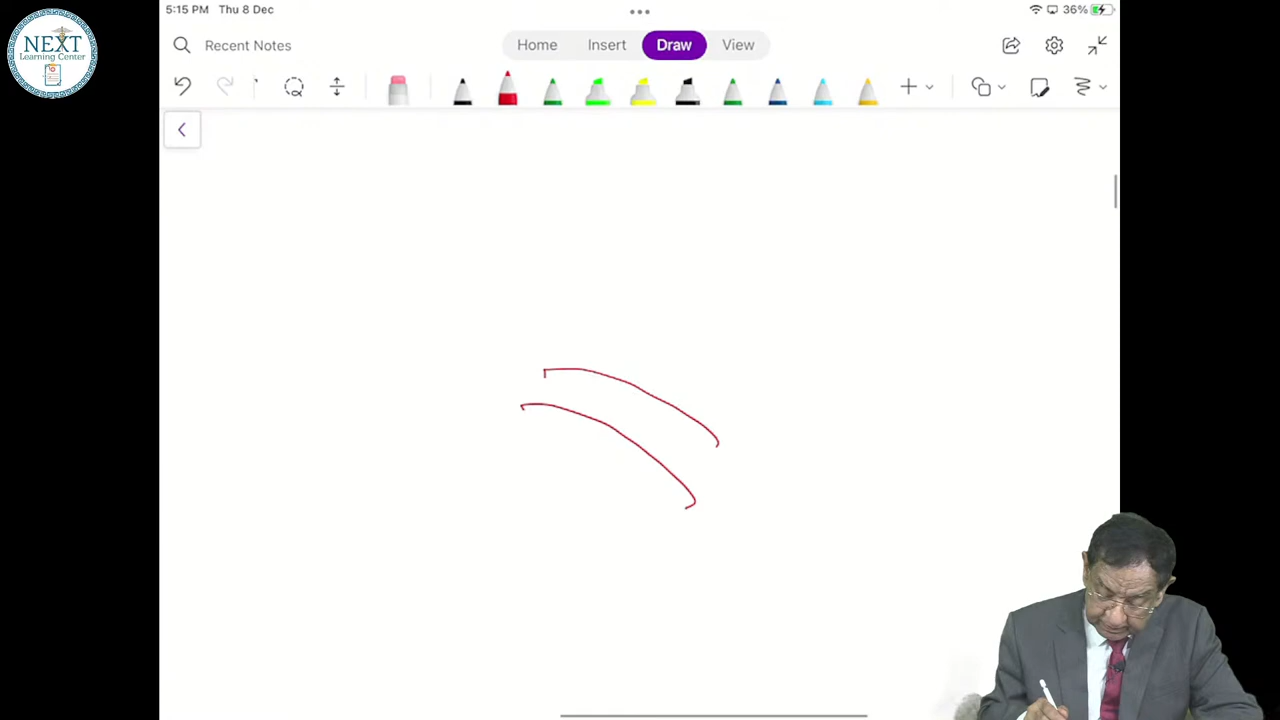 5:15 PM Thu 8 Dec
36%
NEXT
Learning Center
Recent Notes
Home Insert Draw View